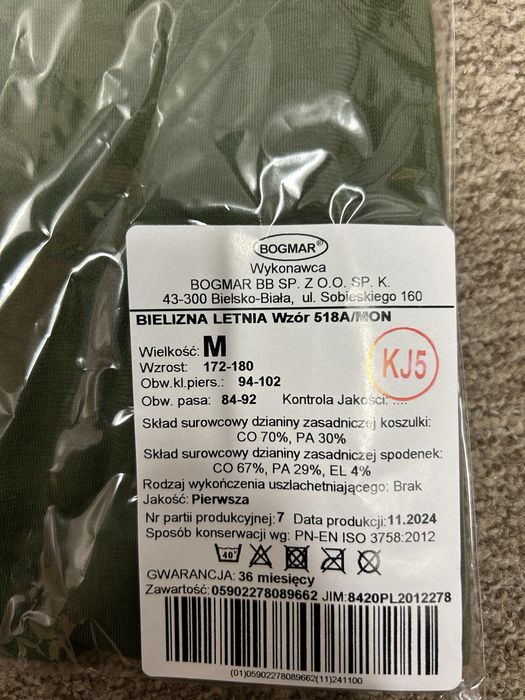 BOGMAR®
Wykonawca
BOGMAR BB SP. Z O.O. SP. K.
43-300 Bielsko-Biała, ul. Sobieskiego 160
BIELIZNA LETNIA Wzór 518A/MON
Wielkość: M
Wzrost: 172-180
Obw.kl.piers.: 94-102
Obw. pasa: 84-92 Kontrola Jakości: ....
KJ5
Skład surowcowy dzianiny zasadniczej koszulki:
CO 70%, PA 30%
Skład surowcowy dzianiny zasadniczej spodenek:
CO 67%, PA 29%, EL 4%
Rodzaj wykończenia uszlachetniającego: Brak
Jakość: Pierwsza
Nr partii produkcyjnej: 7 Data produkcji: 11.2024
Sposób konserwacji wg: PN-EN ISO 3758:2012
40°
GWARANCJA: 36 miesięcy
Zawartość: 05902278089662 JIM: 8420PL2012278
(01)05902278089662(11)241100